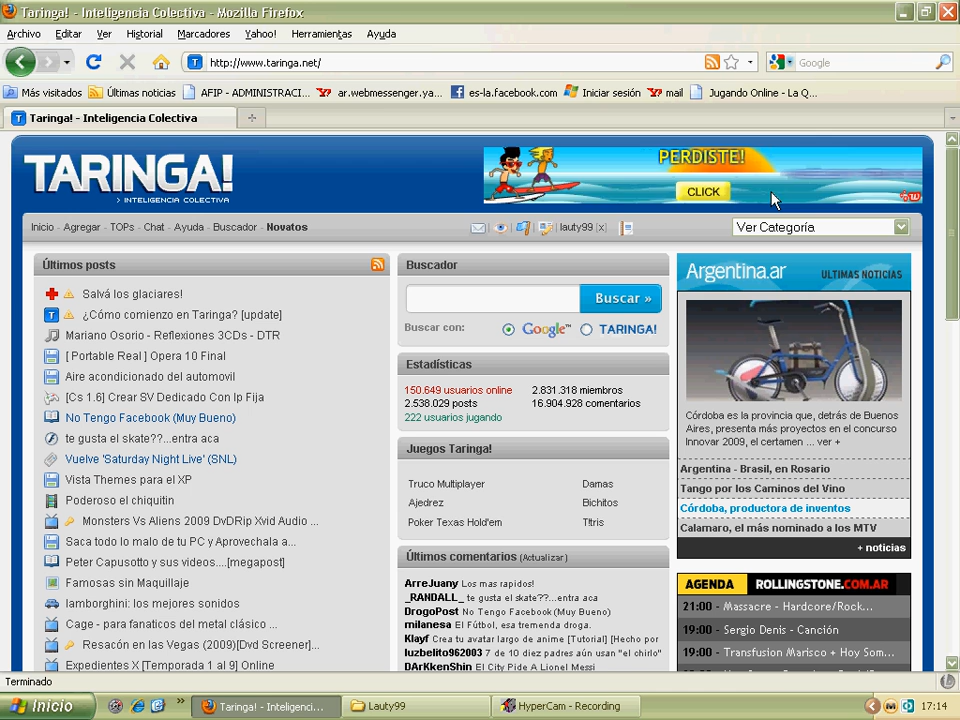 Taringa! - Inteligencia Colectiva - Mozilla Firefox
Archivo Editar Ver Historial Marcadores Yahoo! Herramientas Ayuda
http://www.taringa.net/
Google
Más visitados Últimas noticias AFIP - ADMINISTRACI... ar.webmessenger.ya... es-la.facebook.com Iniciar sesión mail Jugando Online - La Q...
Taringa! - Inteligencia Colectiva
TARINGA!
> INTELIGENCIA COLECTIVA
PERDISTE!
CLICK
Inicio - Agregar - TOPs - Chat - Ayuda - Buscador - Novatos
lauty99 [x]
Ver Categoría
Últimos posts
Salvá los glaciares!
¿Cómo comienzo en Taringa? [update]
Mariano Osorio - Reflexiones 3CDs - DTR
[ Portable Real ] Opera 10 Final
Aire acondicionado del automovil
[Cs 1.6] Crear SV Dedicado Con Ip Fija
No Tengo Facebook (Muy Bueno)
te gusta el skate??...entra aca
Vuelve 'Saturday Night Live' (SNL)
Vista Themes para el XP
Poderoso el chiquitin
Monsters Vs Aliens 2009 DvDRip Xvid Audio ...
Saca todo lo malo de tu PC y Aprovechala a...
Peter Capusotto y sus videos....[megapost]
Famosas sin Maquillaje
lamborghini: los mejores sonidos
Cage - para fanaticos del metal clásico ...
Resacón en las Vegas (2009)[Dvd Screener]...
Expedientes X [Temporada 1 al 9] Online
Buscador
Buscar »
Buscar con: Google™ TARINGA!
Estadísticas
150.649 usuarios online 2.831.318 miembros
2.538.029 posts 16.904.928 comentarios
222 usuarios jugando
Juegos Taringa!
Truco Multiplayer Damas
Ajedrez Bichitos
Poker Texas Hold'em Tttris
Últimos comentarios (Actualizar)
ArreJuany Los mas rapidos!
_RANDALL_ te gusta el skate??...entra aca
DrogoPost No Tengo Facebook (Muy Bueno)
milanesa El Fútbol, esa tremenda droga.
Klayf Crea tu avatar largo de anime [Tutorial] [Hecho por
luzbelito962003 7 de 10 diez padres aún usan "el chirlo"
DArKkenShin El City Pide A Lionel Messi
Argentina.ar ULTIMAS NOTICIAS
Córdoba es la provincia que, detrás de Buenos
Aires, presenta más proyectos en el concurso
Innovar 2009, el certamen ... ver +
Argentina - Brasil, en Rosario
Tango por los Caminos del Vino
Córdoba, productora de inventos
Calamaro, el más nominado a los MTV
+ noticias
AGENDA ROLLINGSTONE.COM.AR
21:00 - Massacre - Hardcore/Rock...
19:00 - Sergio Denis - Canción
19:00 - Transfusion Marisco + Hoy Som...
Terminado
Inicio
Taringa! - Inteligenci...
Lauty99
HyperCam - Recording
17:14